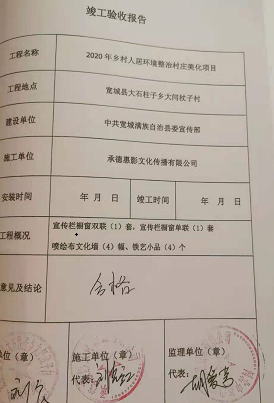 竣工验收报告
工程名称 2020 年乡村人居环境整治村庄美化项目
工程地点 宽城县大石柱子乡大闫杖子村
建设单位 中共宽城满族自治县委宣传部
施工单位 承德惠影文化传播有限公司
安装时间 年 月 日 竣工时间 年 月 日
工程概况 宣传栏橱窗双联（1）套，宣传栏橱窗单联（1）套
喷绘布文化墙（4）幅、铁艺小品（4）个
意见及结论 合格
（章） 施工单位（章） 监理单位（章）
代表： 代表：